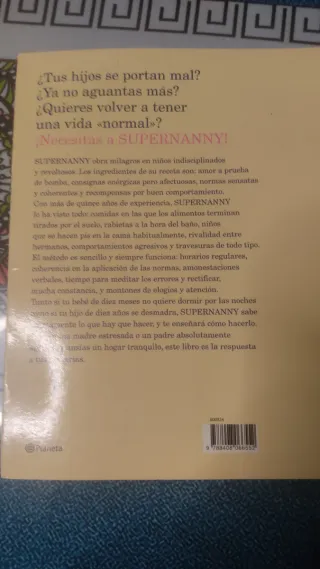 ¿Tus hijos se portan mal?
¿Ya no aguantas más?
¿Quieres volver a tener
una vida «normal»?
¡Necesitas a SUPERNANNY!
SUPERNANNY obra milagros en niños indisciplinados
y revoltosos. Los ingredientes de su receta son: amor a prueba
de bomba, consignas enérgicas pero afectuosas, normas sensatas
y coherentes y recompensas por buen comportamiento.
Con más de quince años de experiencia, SUPERNANNY
lo ha visto todo: comidas en las que los alimentos terminan
tirados por el suelo, rabietas a la hora del baño, niños
que se hacen pis en la cama habitualmente, rivalidad entre
hermanos, comportamientos agresivos y travesuras de todo tipo.
El método es sencillo y siempre funciona: horarios regulares,
coherencia en la aplicación de las normas, amonestaciones
verbales, tiempo para meditar los errores y rectificar,
mucha constancia, y montones de elogios y atención.
Tanto si tu bebé de diez meses no quiere dormir por las noches
como si tu hijo de diez años se desmadra, SUPERNANNY sabe
lo que hay que hacer, y te enseñará cómo hacerlo.
una madre estresada o un padre absolutamente
un hogar tranquilo, este libro es la respuesta
a
Planeta